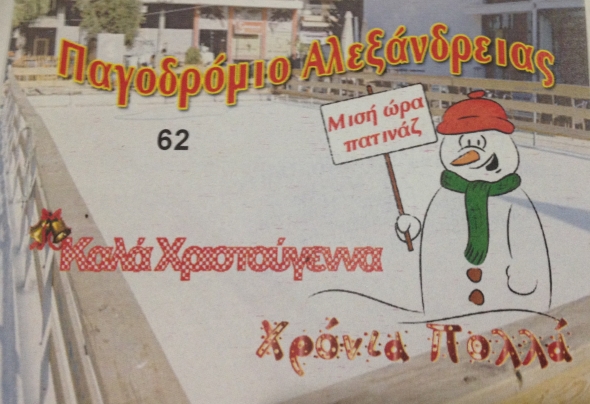 Παγοδρόμιο Αλεξάνδρειας
62
Μισή ώρα
πατινάζ
Καλά Χριστούγεννα
Χρόνια Πολλά